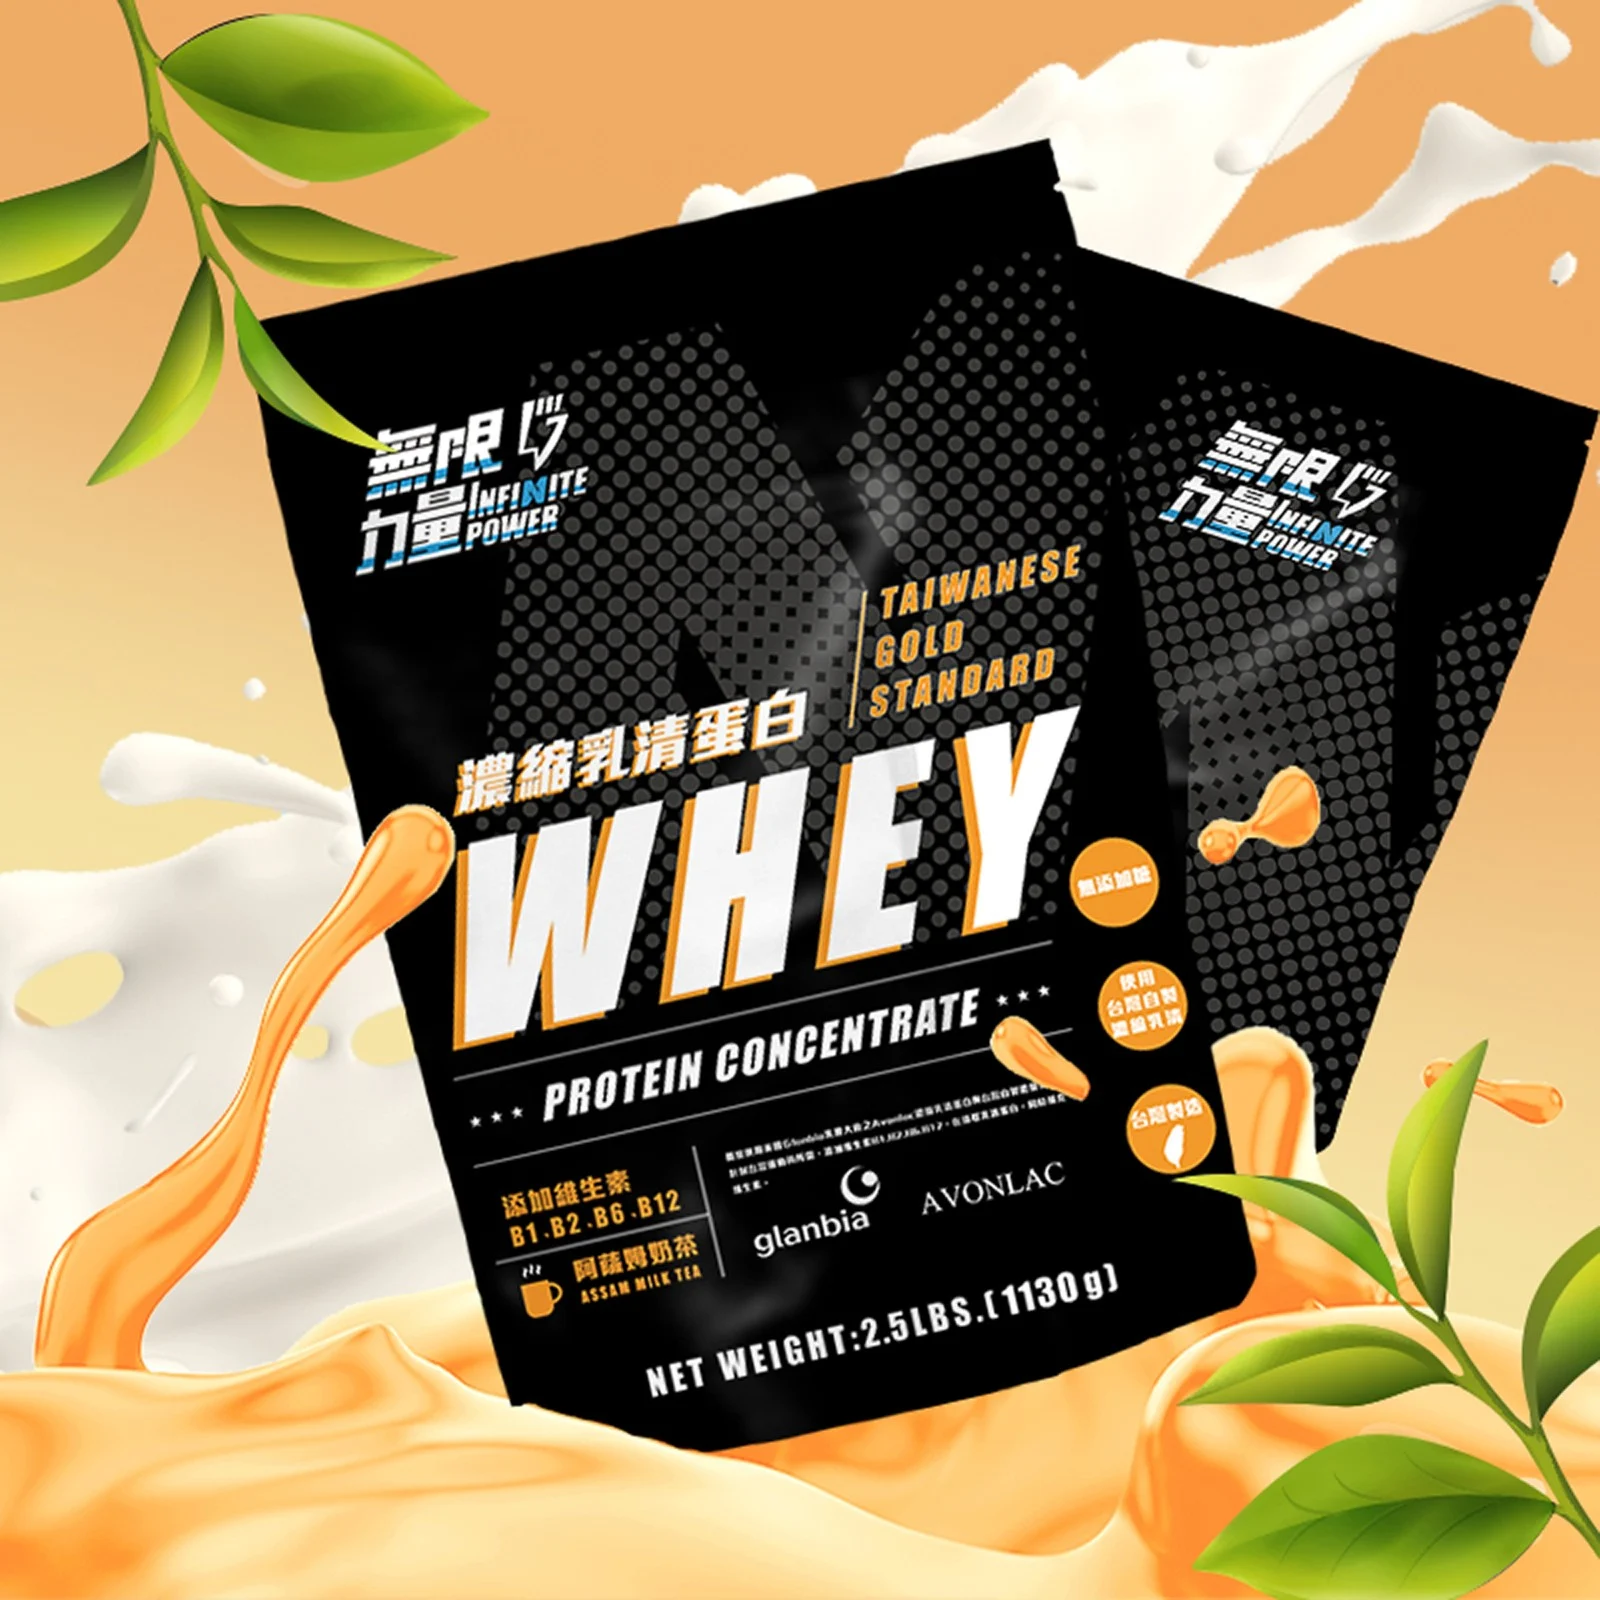 無限
力量 INFINITE
POWER
TAIWANESE
GOLD
STANDARD
濃縮乳清蛋白
WHEY
PROTEIN CONCENTRATE
無添加糖
使用
台灣自製
濃縮乳清
台灣製造
添加維生素
B1.B2.B6.B12
阿薩姆奶茶
ASSAM MILK TEA
glanbia
AVONLAC
NET WEIGHT:2.5LBS.(1130g)
無限
力量 INFINITE
POWER